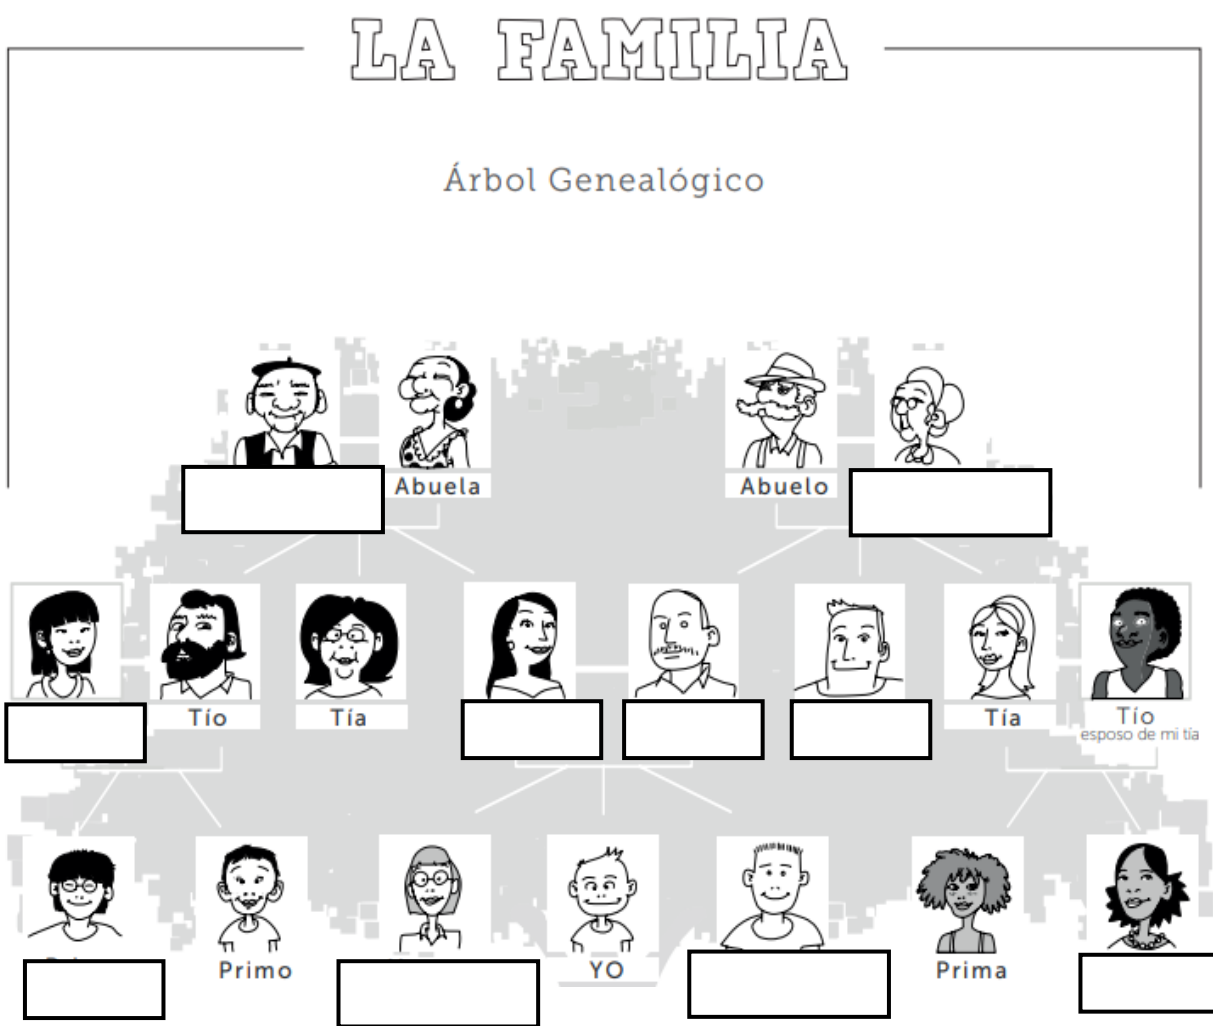 LA FAMILIA
Árbol Genealógico
Abuela
Abuelo
Tío
Tía
Tía
Tío
esposo de mi tía
Primo
YO
Prima